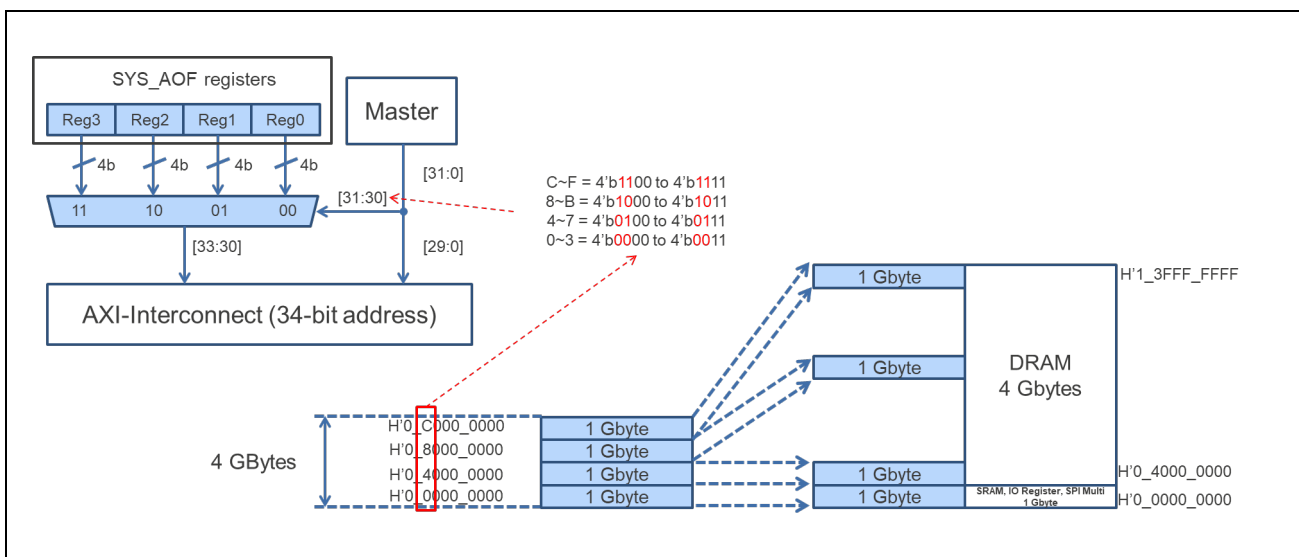 SYS_AOF registers
Reg3 Reg2 Reg1 Reg0
Master
4b 4b 4b 4b
[31:0]
[31:30]
11 10 01 00
[33:30]
[29:0]
AXI-Interconnect (34-bit address)
C~F = 4'b1100 to 4'b1111
8~B = 4'b1000 to 4'b1011
4~7 = 4'b0100 to 4'b0111
0~3 = 4'b0000 to 4'b0011
4 GBytes
H'0_C000_0000
H'0_8000_0000
H'0_4000_0000
H'0_0000_0000
1 Gbyte
1 Gbyte
1 Gbyte
1 Gbyte
1 Gbyte
1 Gbyte
1 Gbyte
1 Gbyte
DRAM
4 Gbytes
SRAM, IO Register, SPI Multi
1 Gbyte
H'1_3FFF_FFFF
H'0_4000_0000
H'0_0000_0000